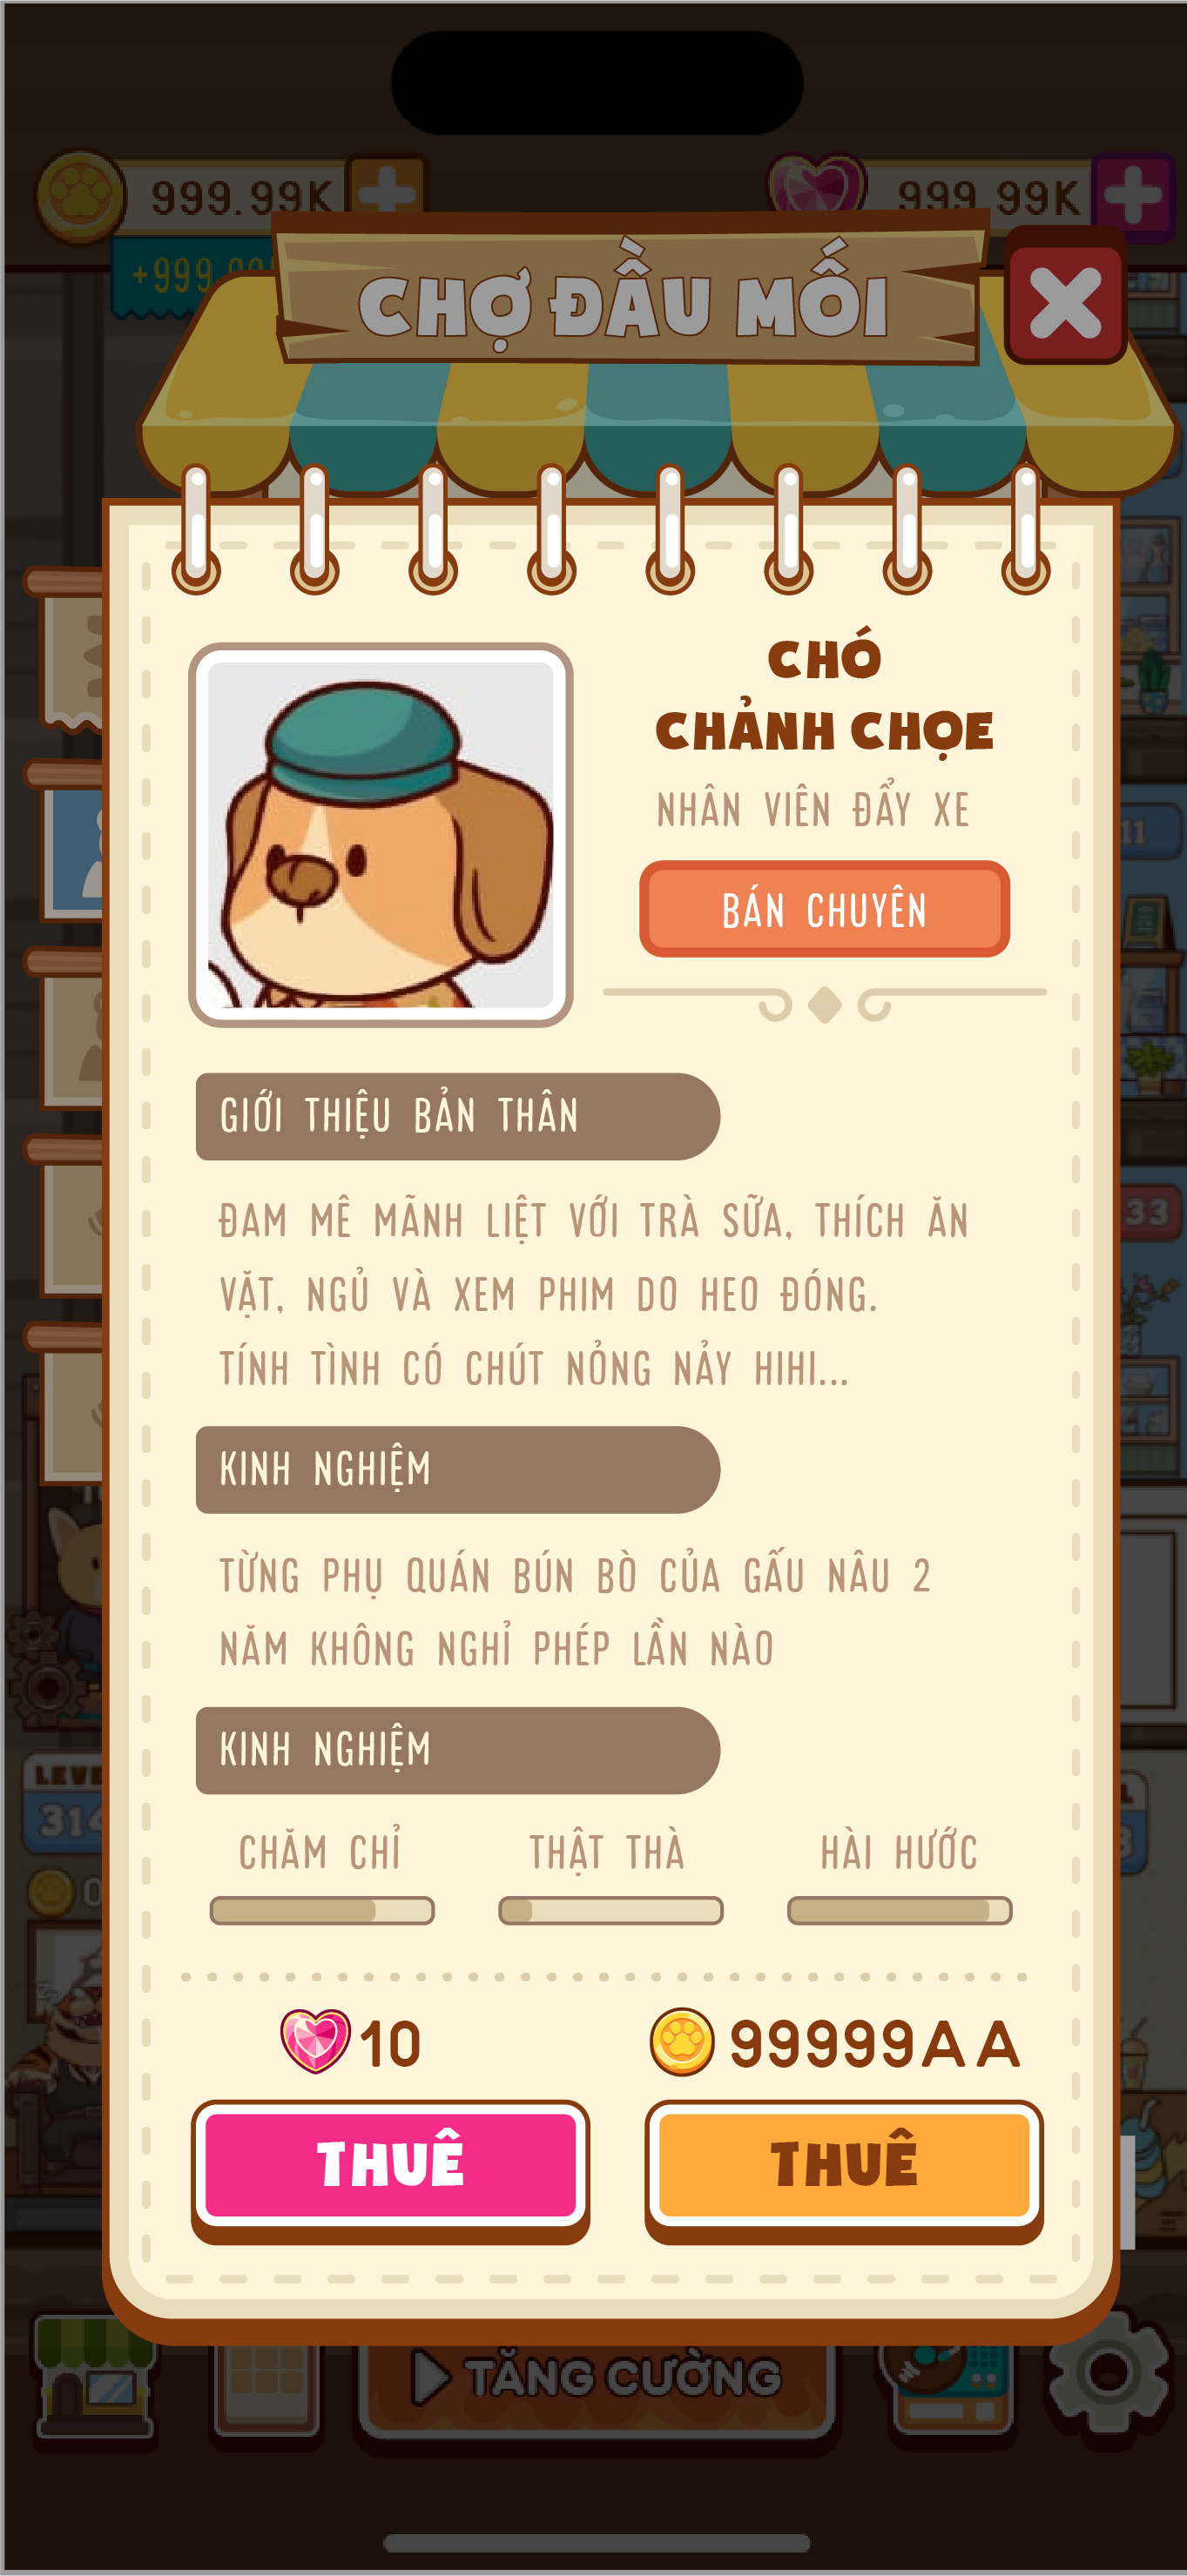 999.99K
999.99K
+999.99
CHỢ ĐẦU MỐI
CHÓ
CHẢNH CHỌE
NHÂN VIÊN ĐẨY XE
BÁN CHUYÊN
GIỚI THIỆU BẢN THÂN
ĐAM MÊ MÃNH LIỆT VỚI TRÀ SỮA, THÍCH ĂN
VẶT, NGỦ VÀ XEM PHIM DO HEO ĐÓNG.
TÍNH TÌNH CÓ CHÚT NỎNG NẢY HIHI...
KINH NGHIỆM
TỪNG PHỤ QUÁN BÚN BÒ CỦA GẤU NÂU 2
NĂM KHÔNG NGHỈ PHÉP LẦN NÀO
KINH NGHIỆM
CHĂM CHỈ THẬT THÀ HÀI HƯỚC
10
99999AA
THUÊ
THUÊ
TĂNG CƯỜNG
11
33
314